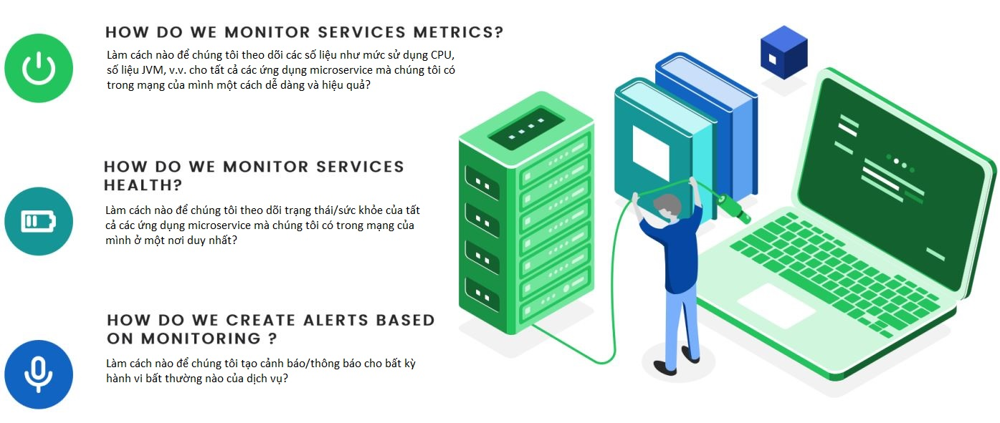 HOW DO WE MONITOR SERVICES METRICS?
Làm cách nào để chúng tôi theo dõi các số liệu như mức sử dụng CPU,
số liệu JVM, v.v. cho tất cả các ứng dụng microservice mà chúng tôi có
trong mạng của mình một cách dễ dàng và hiệu quả?
HOW DO WE MONITOR SERVICES
HEALTH?
Làm cách nào để chúng tôi theo dõi trạng thái/sức khỏe của tất
cả các ứng dụng microservice mà chúng tôi có trong mạng của
mình ở một nơi duy nhất?
HOW DO WE CREATE ALERTS BASED
ON MONITORING ?
Làm cách nào để chúng tôi tạo cảnh báo/thông báo cho bất kỳ
hành vi bất thường nào của dịch vụ?